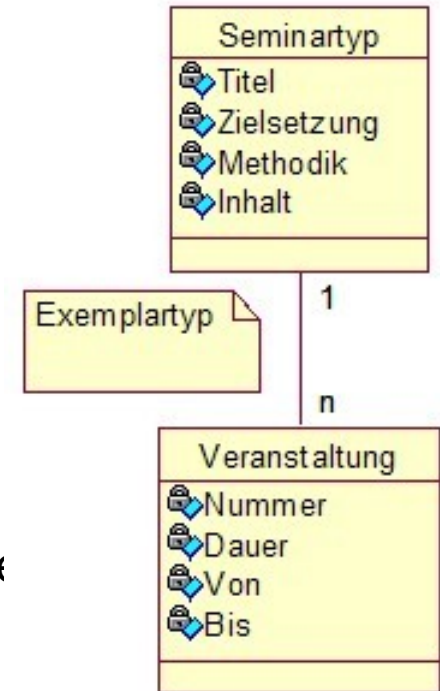 Seminartyp
Titel
Zielsetzung
Methodik
Inhalt
Exemplartyp
1
n
Veranstaltung
Nummer
Dauer
Von
Bis